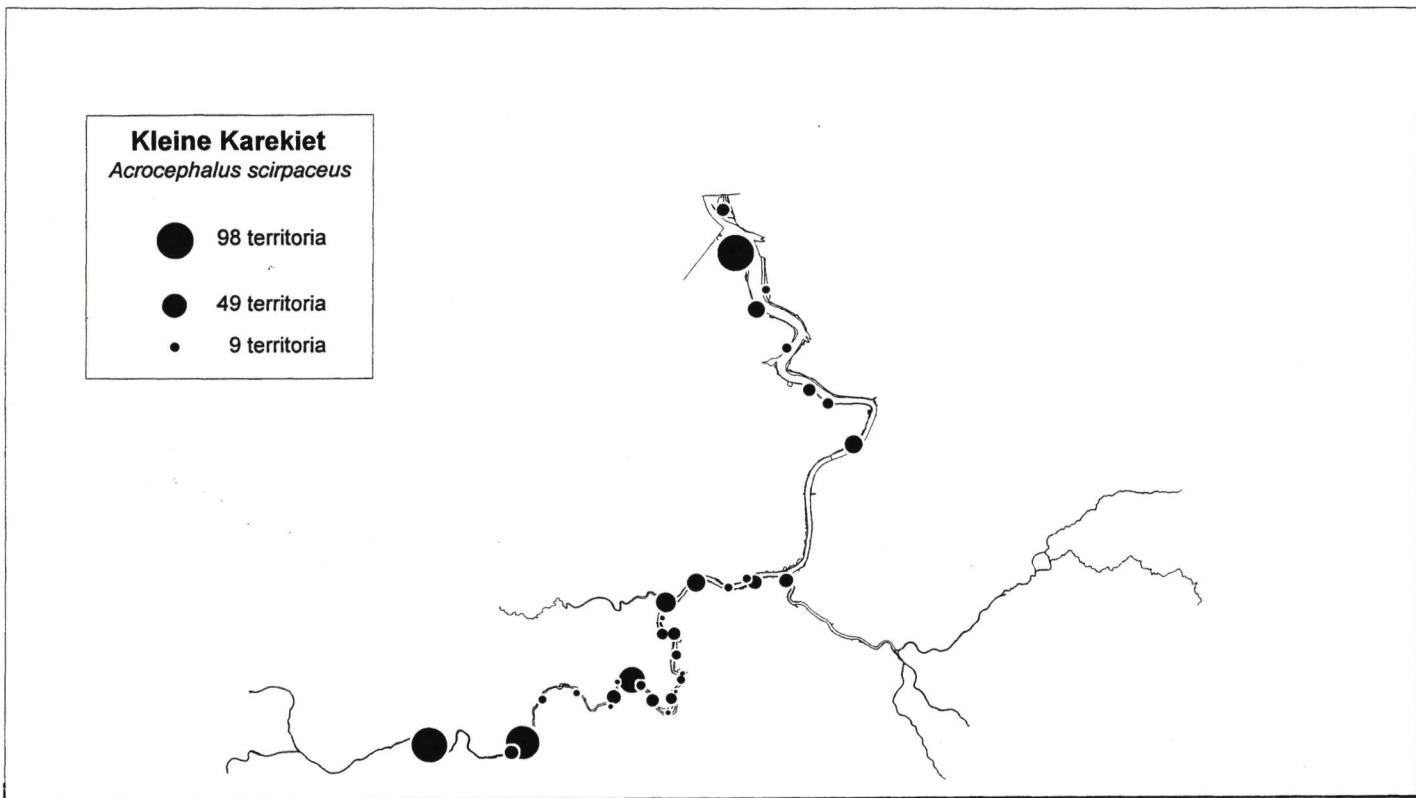 Kleine Karekiet
Acrocephalus scirpaceus
98 territoria
49 territoria
9 territoria